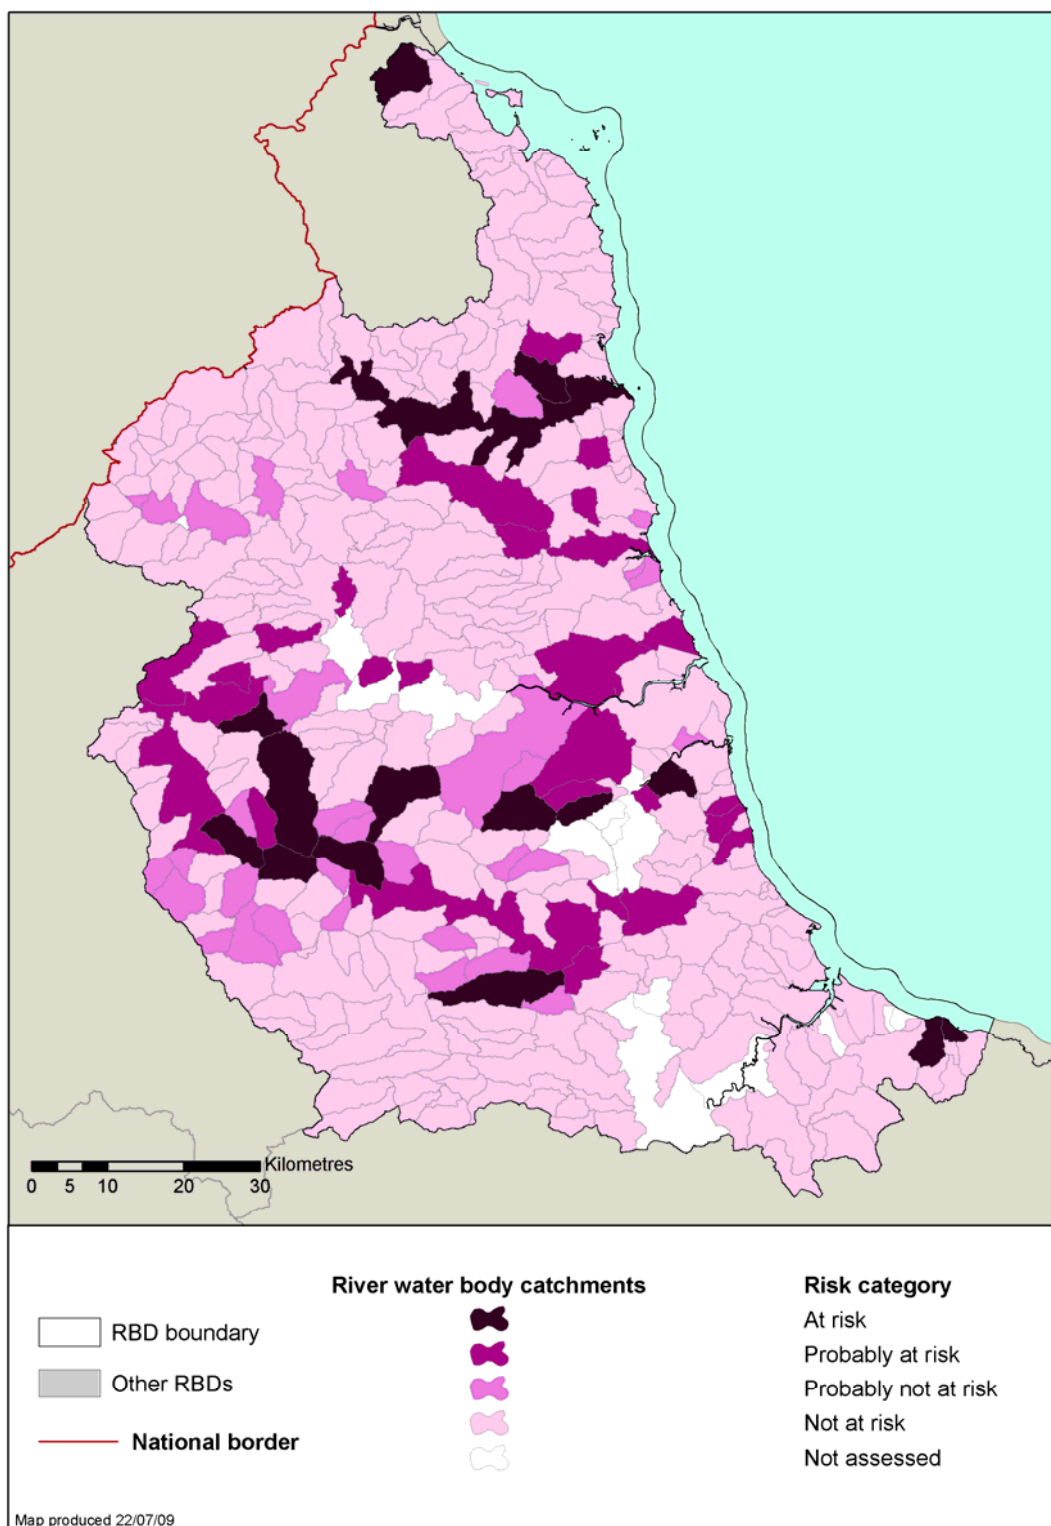 Kilometres
0 5 10 20 30
River water body catchments Risk category
At risk
RBD boundary
Probably at risk
Other RBDs
Probably not at risk
Not at risk
National border
Not assessed
Map produced 22/07/09